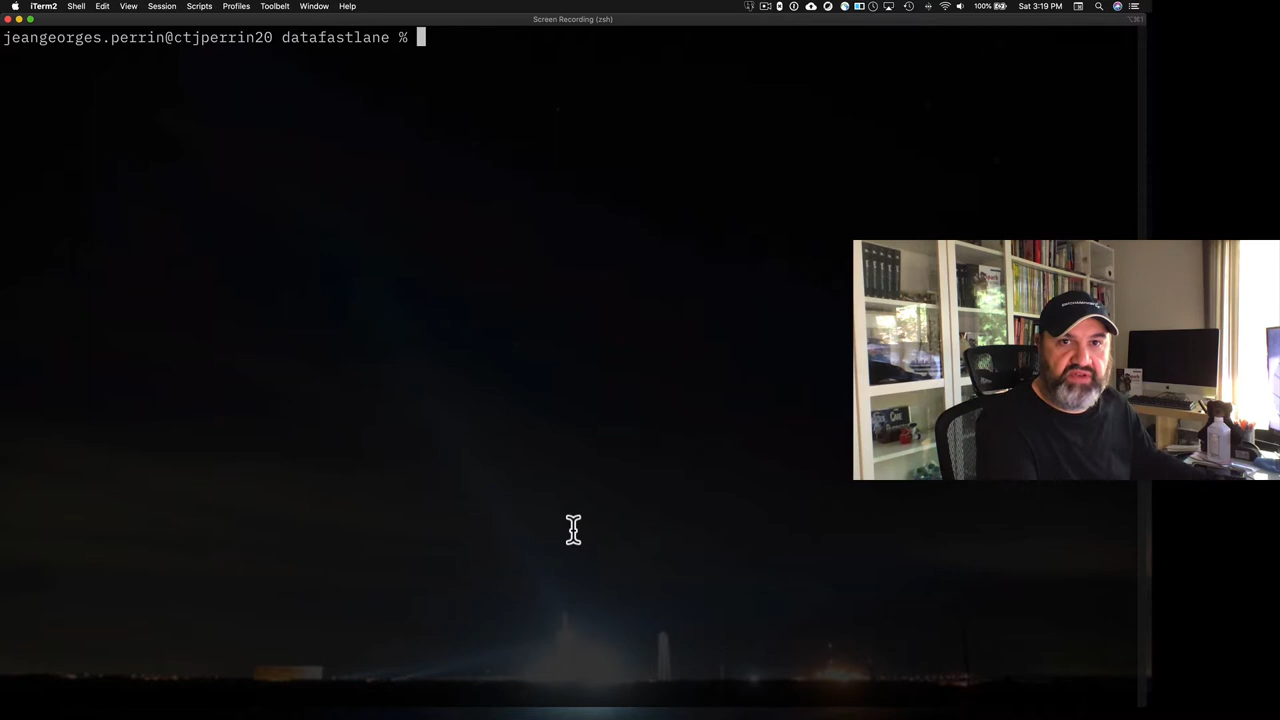 iTerm2 Shell Edit View Session Scripts Profiles Toolbelt Window Help 100% Sat 3:19 PM
Screen Recording (zsh)
jeangeorges.perrin@ctjperrin20 datafastlane %